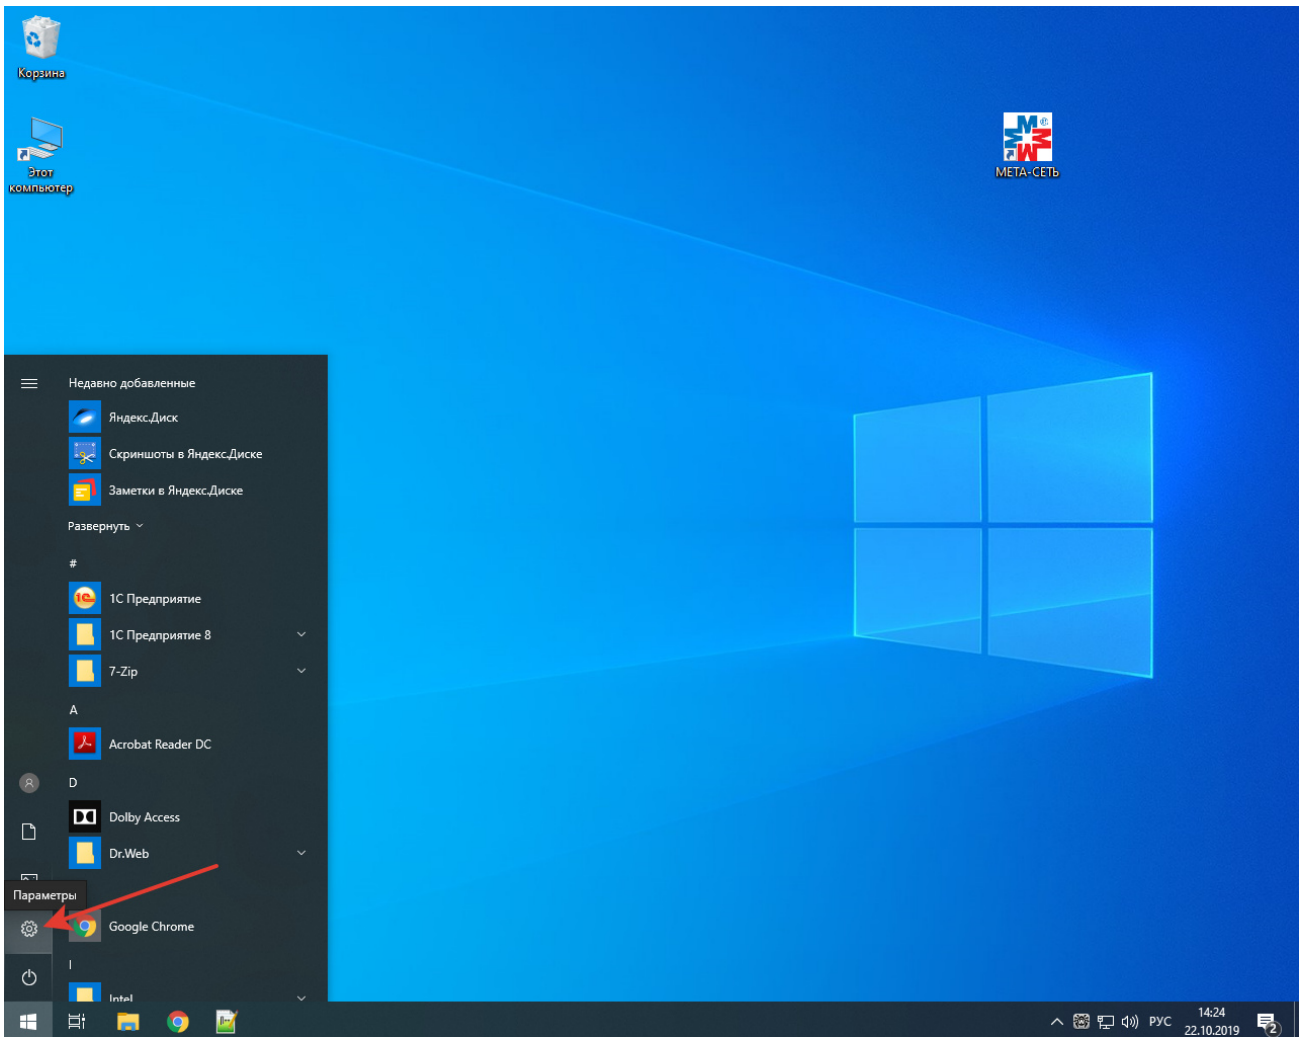 Корзина
Этот
компьютер
МЕТА-СЕТЬ
Недавно добавленные
Яндекс.Диск
Скриншоты в Яндекс.Диске
Заметки в Яндекс.Диске
Развернуть
#
1С Предприятие
1С Предприятие 8
7-Zip
A
Acrobat Reader DC
D
Dolby Access
Dr.Web
Параметры
Google Chrome
I
Intel
РУС
14:24
22.10.2019
2